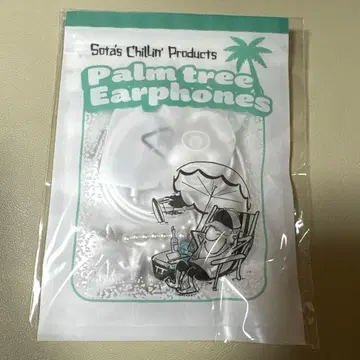 Sota's Chillin' Products
Palm tree
Earphones